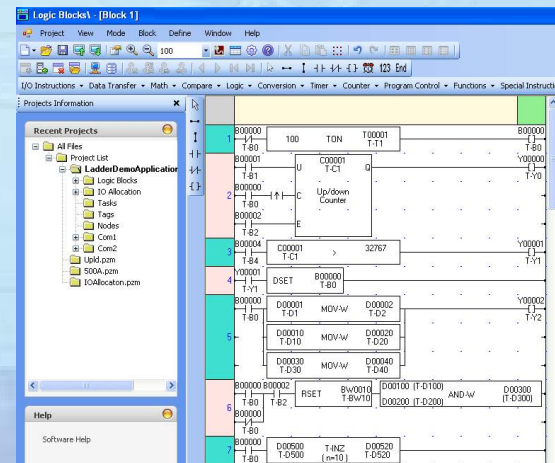 Logic Blocks\ - [Block 1]
Project View Mode Block Define Window Help
100
123 End
I/O Instructions Data Transfer Math Compare Logic Conversion Timer Counter Program Control Functions Special Instructi
Projects Information
Recent Projects
All Files
Project List
LadderDemoApplication
Logic Blocks
IO Allocation
Tasks
Tags
Nodes
Com1
Com2
Upld.pzm
500A.pzm
IOAllocaton.pzm
Help
Software Help
1
B00000
T-B0
100 TON T00001
T-T1
B00000
T-B0
2
B00001
T-B1
B00000
T-B0
B00002
T-B2
U C00001 Q
T-C1
C Up/down
Counter
E
Y00000
T-Y0
3
B00004
T-B4
C00001 > 32767
T-C1
Y00001
T-Y1
4
Y00001
T-Y1
DSET B00000
T-B0
5
B00000
T-B0
D00001 MOV-W D00002
T-D1 T-D2
Y00002
T-Y2
D00010 MOV-W D00020
T-D10 T-D20
D00030 MOV-W D00040
T-D30 T-D40
6
B00000 B00002
T-B0 T-B2
RSET BW0010
T-BW10
D00100 (T-D100)
AND-W D00300
D00200 (T-D200) (T-D300)
B00000
T-B0
7
B00000
T-B0
D00500 T-INZ D00520
T-D500 (n=10) T-D520